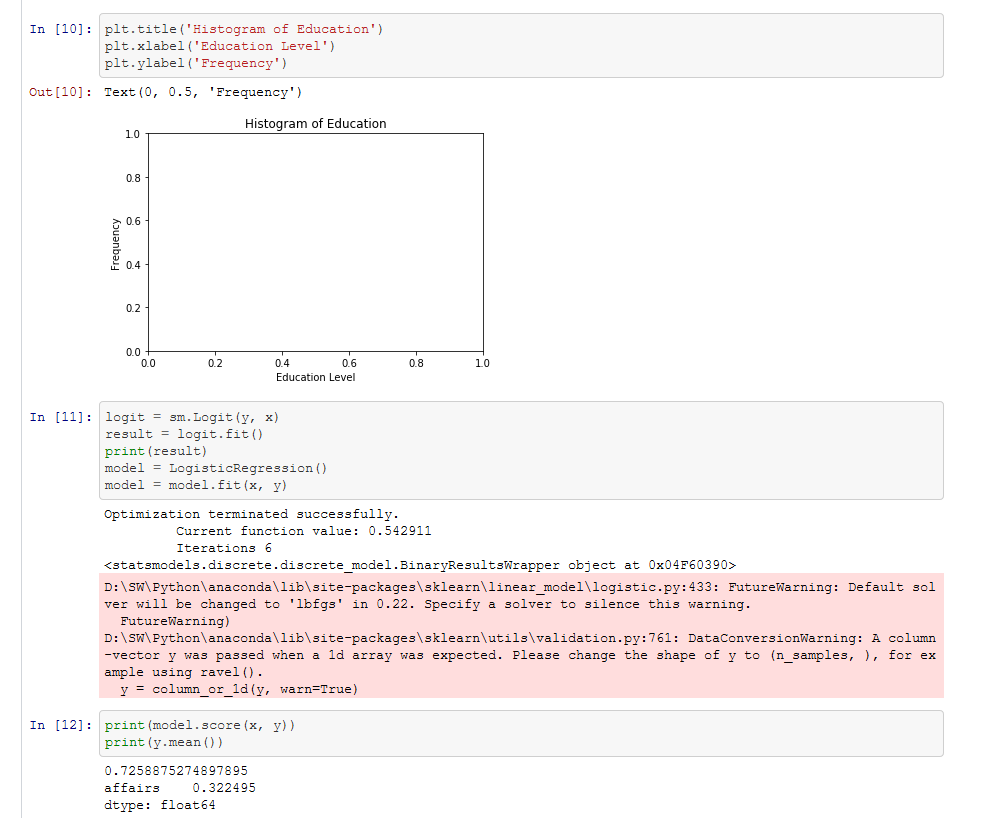 In [10]: plt.title('Histogram of Education')
plt.xlabel('Education Level')
plt.ylabel('Frequency')
Out[10]: Text(0, 0.5, 'Frequency')
Histogram of Education
1.0
0.8
0.6
0.4
0.2
0.0
Frequency
0.0 0.2 0.4 0.6 0.8 1.0
Education Level
In [11]: logit = sm.Logit(y, x)
result = logit.fit()
print(result)
model = LogisticRegression()
model = model.fit(x, y)
Optimization terminated successfully.
Current function value: 0.542911
Iterations 6
<statsmodels.discrete.discrete_model.BinaryResultsWrapper object at 0x04F60390>
D:\SW\Python\anaconda\lib\site-packages\sklearn\linear_model\logistic.py:433: FutureWarning: Default sol
ver will be changed to 'lbfgs' in 0.22. Specify a solver to silence this warning.
FutureWarning)
D:\SW\Python\anaconda\lib\site-packages\sklearn\utils\validation.py:761: DataConversionWarning: A column
-vector y was passed when a 1d array was expected. Please change the shape of y to (n_samples, ), for ex
ample using ravel().
y = column_or_1d(y, warn=True)
In [12]: print(model.score(x, y))
print(y.mean())
0.7258875274897895
affairs 0.322495
dtype: float64